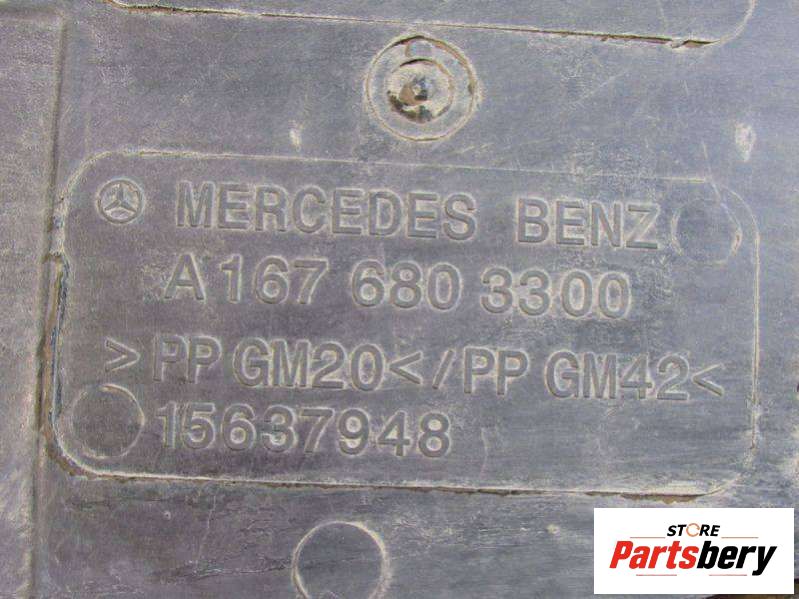 MERCEDES BENZ
A 167 680 3300
>PP GM20</PP GM42<
15637948
STORE
Partsbery